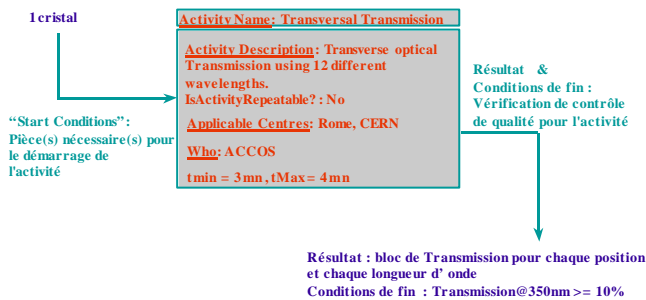 1 cristal
Activity Name: Transversal Transmission
Activity Description: Transverse optical
Transmission using 12 different
wavelengths.
IsActivityRepeatable? : No
Applicable Centres: Rome, CERN
Who: ACCOS
tmin = 3mn , tMax = 4mn
“Start Conditions”:
Pièce(s) nécessaire(s) pour
le démarrage de
l'activité
Résultat &
Conditions de fin :
Vérification de contrôle
de qualité pour l'activité
Résultat : bloc de Transmission pour chaque position
et chaque longueur d’ onde
Conditions de fin : Transmission@350nm >= 10%